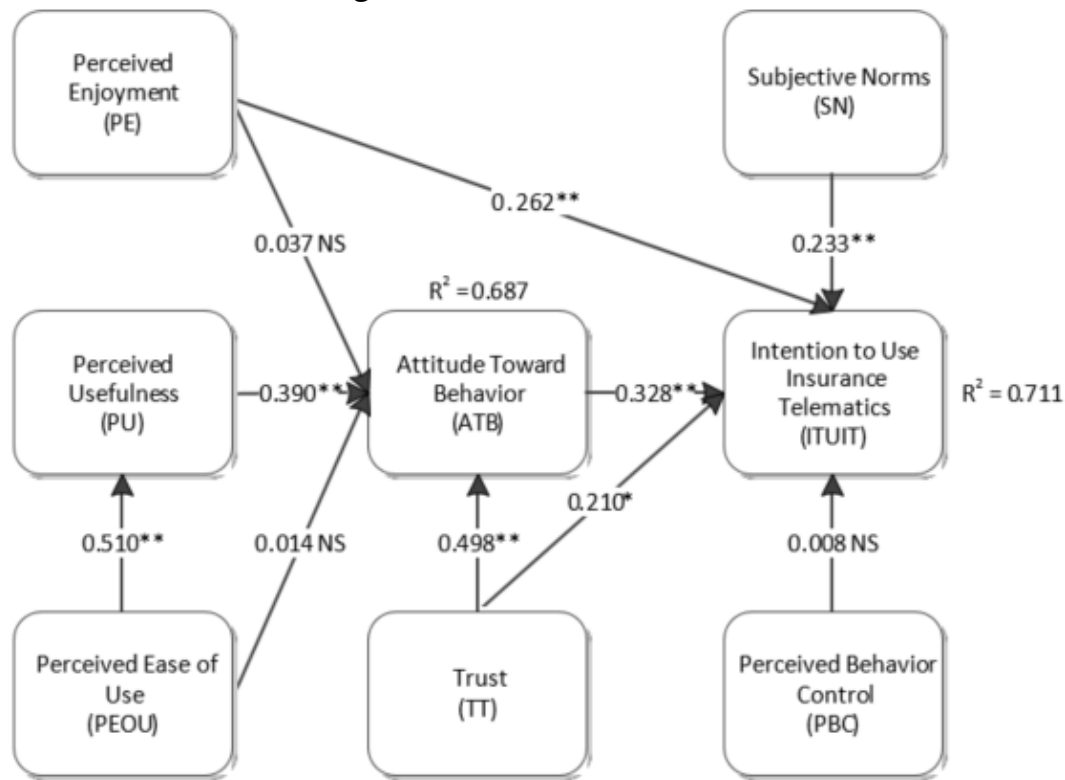 g
Perceived
Enjoyment
(PE)
Subjective Norms
(SN)
0.262**
0.037 NS
0.233**
R² = 0.687
Perceived
Usefulness
(PU)
0.390**
Attitude Toward
Behavior
(ATB)
0.328**
Intention to Use
Insurance
Telematics
(ITUIT)
R² = 0.711
0.510**
0.014 NS
0.498**
0.210*
0.008 NS
Perceived Ease of
Use
(PEOU)
Trust
(TT)
Perceived Behavior
Control
(PBC)